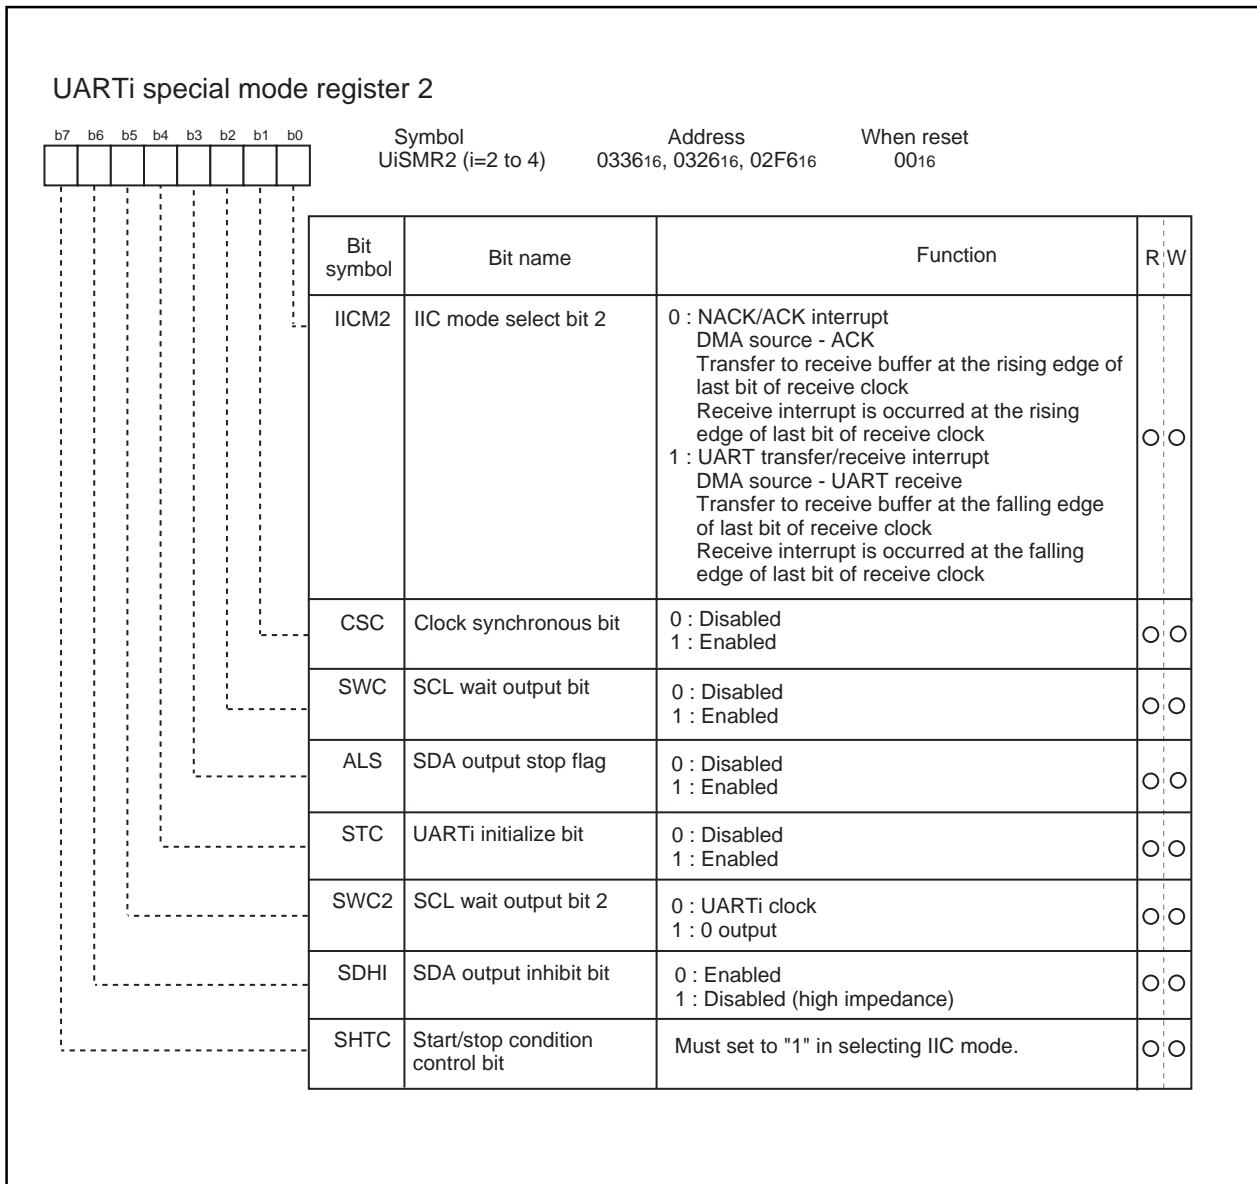 UARTi special mode register 2
b7 b6 b5 b4 b3 b2 b1 b0
Symbol Address When reset
UiSMR2 (i=2 to 4) 033616, 032616, 02F616 0016
Bit symbol Bit name Function R W
IICM2 IIC mode select bit 2
0 : NACK/ACK interrupt
DMA source - ACK
Transfer to receive buffer at the rising edge of
last bit of receive clock
Receive interrupt is occurred at the rising
edge of last bit of receive clock
1 : UART transfer/receive interrupt
DMA source - UART receive
Transfer to receive buffer at the falling edge
of last bit of receive clock
Receive interrupt is occurred at the falling
edge of last bit of receive clock
CSC Clock synchronous bit
0 : Disabled
1 : Enabled
SWC SCL wait output bit
0 : Disabled
1 : Enabled
ALS SDA output stop flag
0 : Disabled
1 : Enabled
STC UARTi initialize bit
0 : Disabled
1 : Enabled
SWC2 SCL wait output bit 2
0 : UARTi clock
1 : 0 output
SDHI SDA output inhibit bit
0 : Enabled
1 : Disabled (high impedance)
SHTC Start/stop condition
control bit
Must set to "1" in selecting IIC mode.